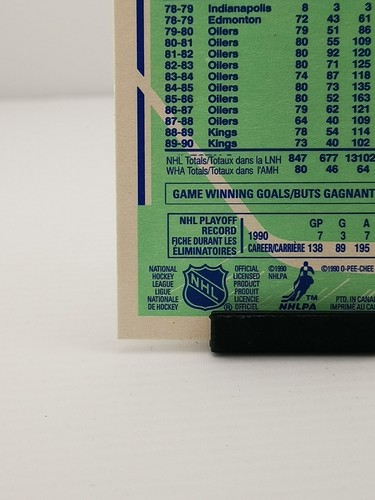 78-79 Indianapolis 8 3 3
78-79 Edmonton 72 43 61
79-80 Oilers 79 51 86
80-81 Oilers 80 55 109
81-82 Oilers 80 92 120
82-83 Oilers 80 71 125
83-84 Oilers 74 87 118
84-85 Oilers 80 73 135
85-86 Oilers 80 52 163
86-87 Oilers 79 62 121
87-88 Oilers 64 40 109
88-89 Kings 78 54 114
89-90 Kings 73 40 102
NHL Totals/Totaux dans la LNH 847 677 13102
WHA Totals/Totaux dans l'AMH 80 46 64
GAME WINNING GOALS/BUTS GAGNANT
NHL PLAYOFF RECORD
FICHE DURANT LES ÉLIMINATOIRES
GP G A
1990 7 3 7
CAREER/CARRIÈRE 138 89 195
NATIONAL HOCKEY LEAGUE
LIGUE NATIONALE DE HOCKEY
NHL
®
OFFICIAL LICENSED PRODUCT
PRODUIT LICENCIE OFFICIEL
©1990 NHLPA
TM
NHLPA
©1990 O-PEE-CHEE
PTD. IN CANA
IMPRIMÉ AU CA